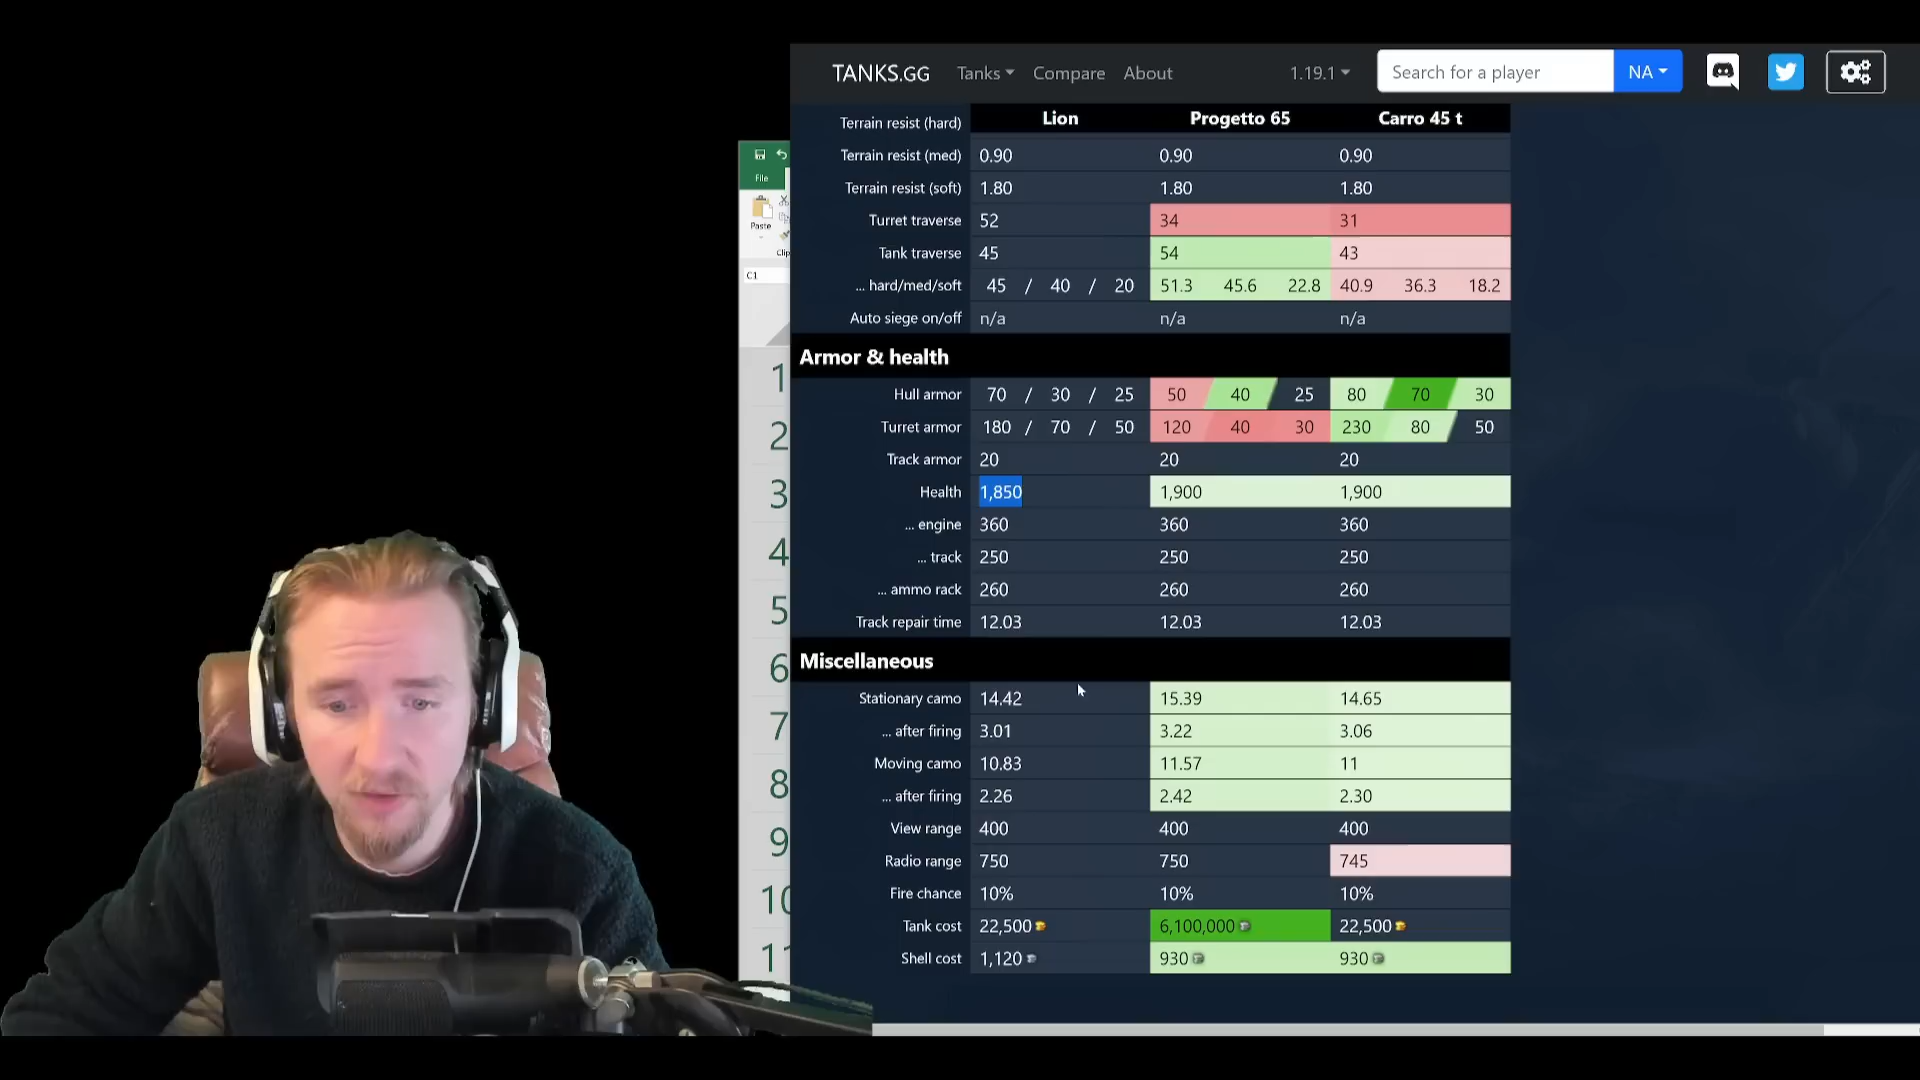 TANKS.GG Tanks Compare About 1.19.1 Search for a player NA
Lion Progetto 65 Carro 45 t
Terrain resist (hard)
Terrain resist (med) 0.90 0.90 0.90
Terrain resist (soft) 1.80 1.80 1.80
Turret traverse 52 34 31
Tank traverse 45 54 43
... hard/med/soft 45 / 40 / 20 51.3 45.6 22.8 40.9 36.3 18.2
Auto siege on/off n/a n/a n/a
Armor & health
Hull armor 70 / 30 / 25 50 40 25 80 70 30
Turret armor 180 / 70 / 50 120 40 30 230 80 50
Track armor 20 20 20
Health 1,850 1,900 1,900
... engine 360 360 360
... track 250 250 250
... ammo rack 260 260 260
Track repair time 12.03 12.03 12.03
Miscellaneous
Stationary camo 14.42 15.39 14.65
... after firing 3.01 3.22 3.06
Moving camo 10.83 11.57 11
... after firing 2.26 2.42 2.30
View range 400 400 400
Radio range 750 750 745
Fire chance 10% 10% 10%
Tank cost 22,500 6,100,000 22,500
Shell cost 1,120 930 930
File
Paste
Clip
C1
1
2
3
4
5
6
7
8
9
10
11